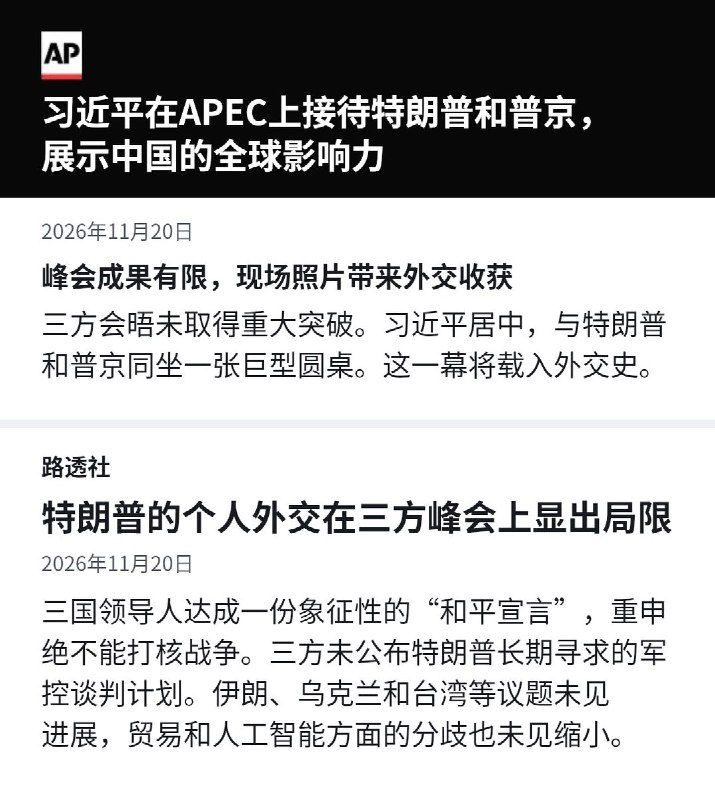 AP
习近平在APEC上接待特朗普和普京，
展示中国的全球影响力
2026年11月20日
峰会成果有限，现场照片带来外交收获
三方会晤未取得重大突破。习近平居中，与特朗普
和普京同坐一张巨型圆桌。这一幕将载入外交史。
路透社
特朗普的个人外交在三方峰会上显出局限
2026年11月20日
三国领导人达成一份象征性的“和平宣言”，重申
绝不能打核战争。三方未公布特朗普长期寻求的军
控谈判计划。伊朗、乌克兰和台湾等议题未见
进展，贸易和人工智能方面的分歧也未见缩小。